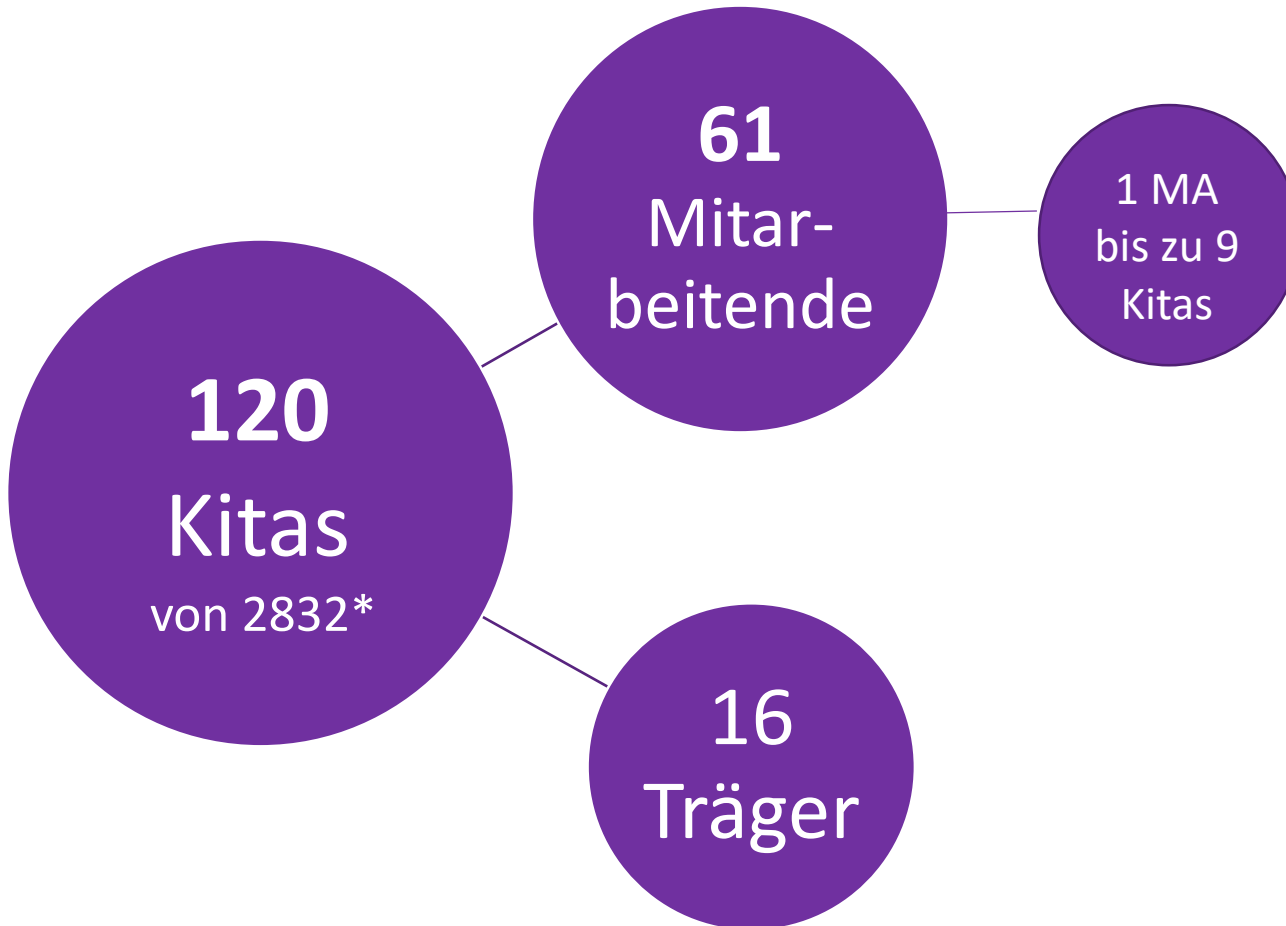 61
Mitar-
beitende
1 MA
bis zu 9
Kitas
120
Kitas
von 2832*
16
Träger